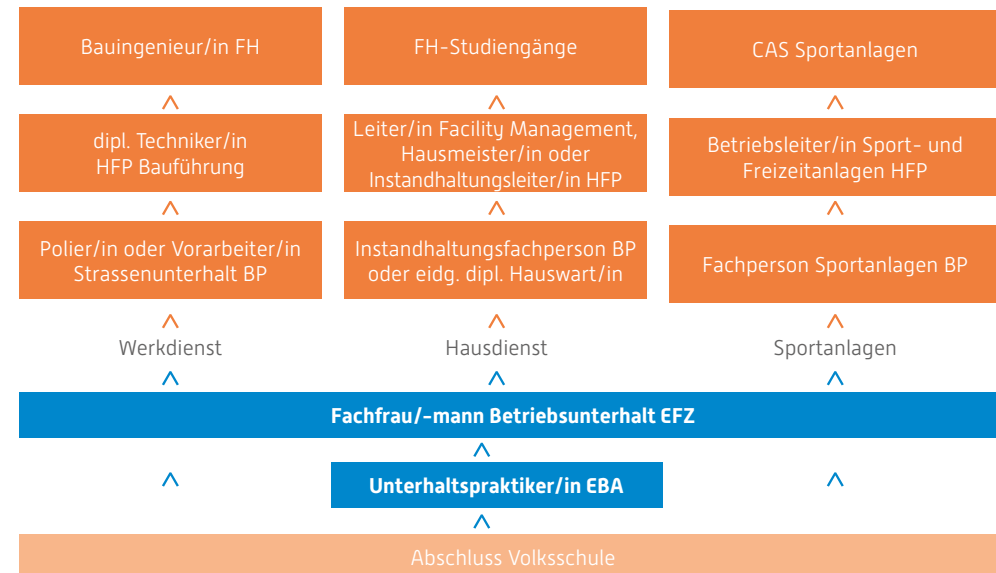 Bauingenieur/in FH
FH-Studiengänge
CAS Sportanlagen
dipl. Techniker/in
HFP Bauführung
Leiter/in Facility Management,
Hausmeister/in oder
Instandhaltungsleiter/in HFP
Betriebsleiter/in Sport- und
Freizeitanlagen HFP
Polier/in oder Vorarbeiter/in
Strassenunterhalt BP
Instandhaltungsfachperson BP
oder eidg. dipl. Hauswart/in
Fachperson Sportanlagen BP
Werkdienst
Hausdienst
Sportanlagen
Fachfrau/-mann Betriebsunterhalt EFZ
Unterhaltspraktiker/in EBA
Abschluss Volksschule